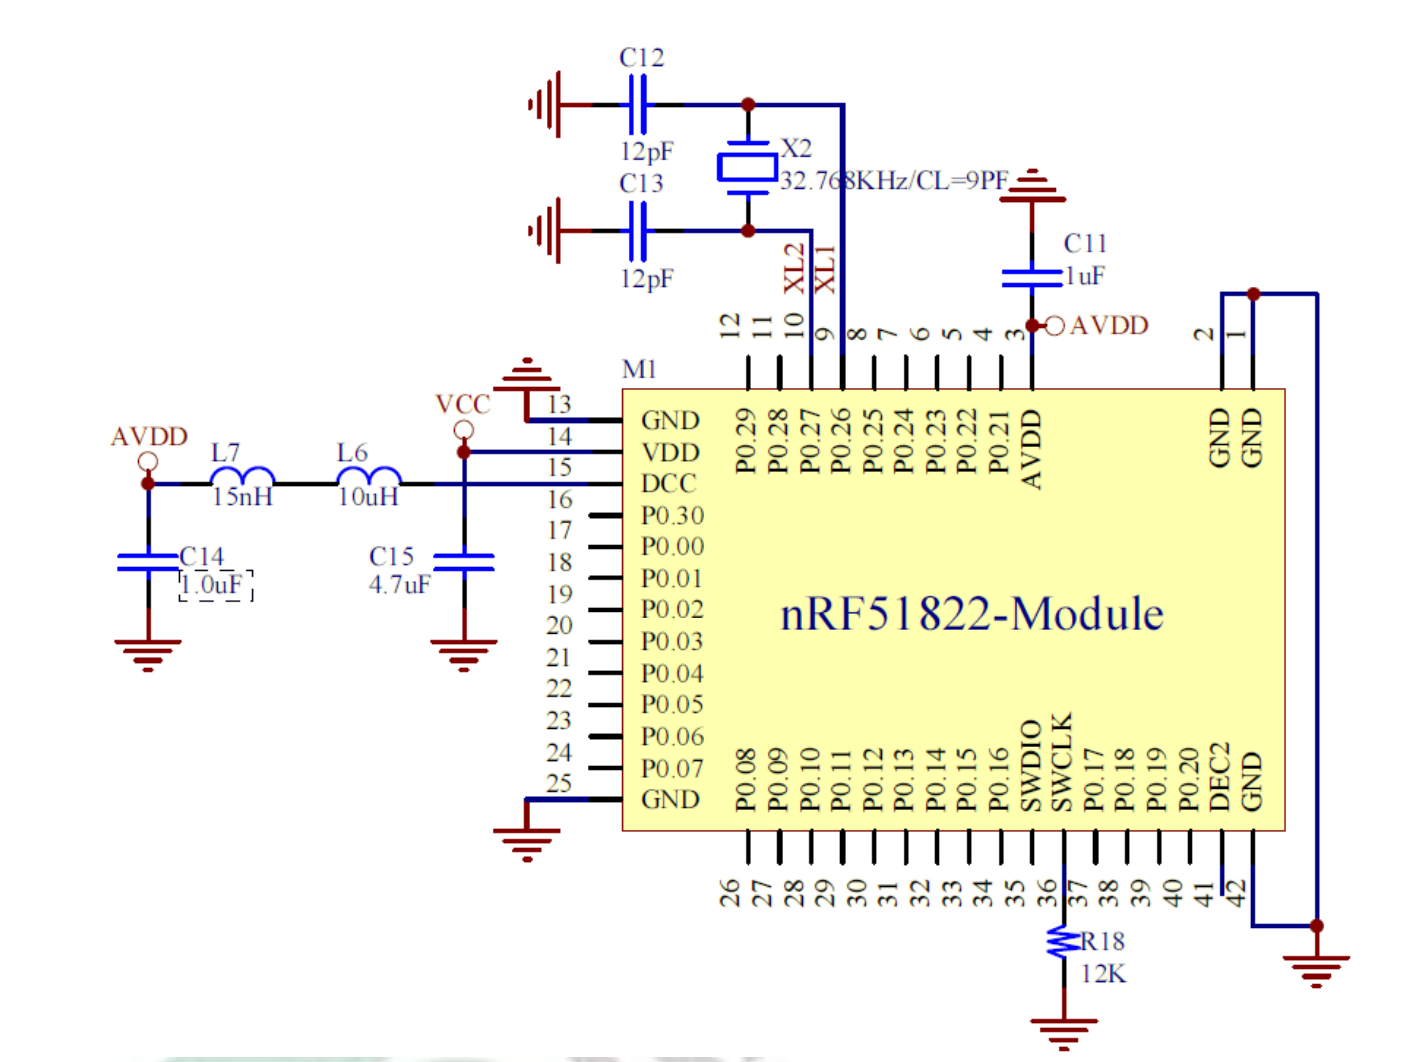 C12
12pF
X2
32.768KHz/CL=9PF
C13
12pF
XL2
XL1
C11
1uF
AVDD
12
11
10
9
8
7
6
5
4
3
2
1
M1
P0.29
P0.28
P0.27
P0.26
P0.25
P0.24
P0.23
P0.22
P0.21
AVDD
GND
GND
VCC
AVDD
L7
15nH
L6
10uH
C14
1.0uF
C15
4.7uF
13 GND
14 VDD
15 DCC
16 P0.30
17 P0.00
18 P0.01
19 P0.02
20 P0.03
21 P0.04
22 P0.05
23 P0.06
24 P0.07
25 GND
nRF51822-Module
P0.08
P0.09
P0.10
P0.11
P0.12
P0.13
P0.14
P0.15
P0.16
SWDIO
SWCLK
P0.17
P0.18
P0.19
P0.20
DEC2
GND
26
27
28
29
30
31
32
33
34
35
36
37
38
39
40
41
42
R18
12K